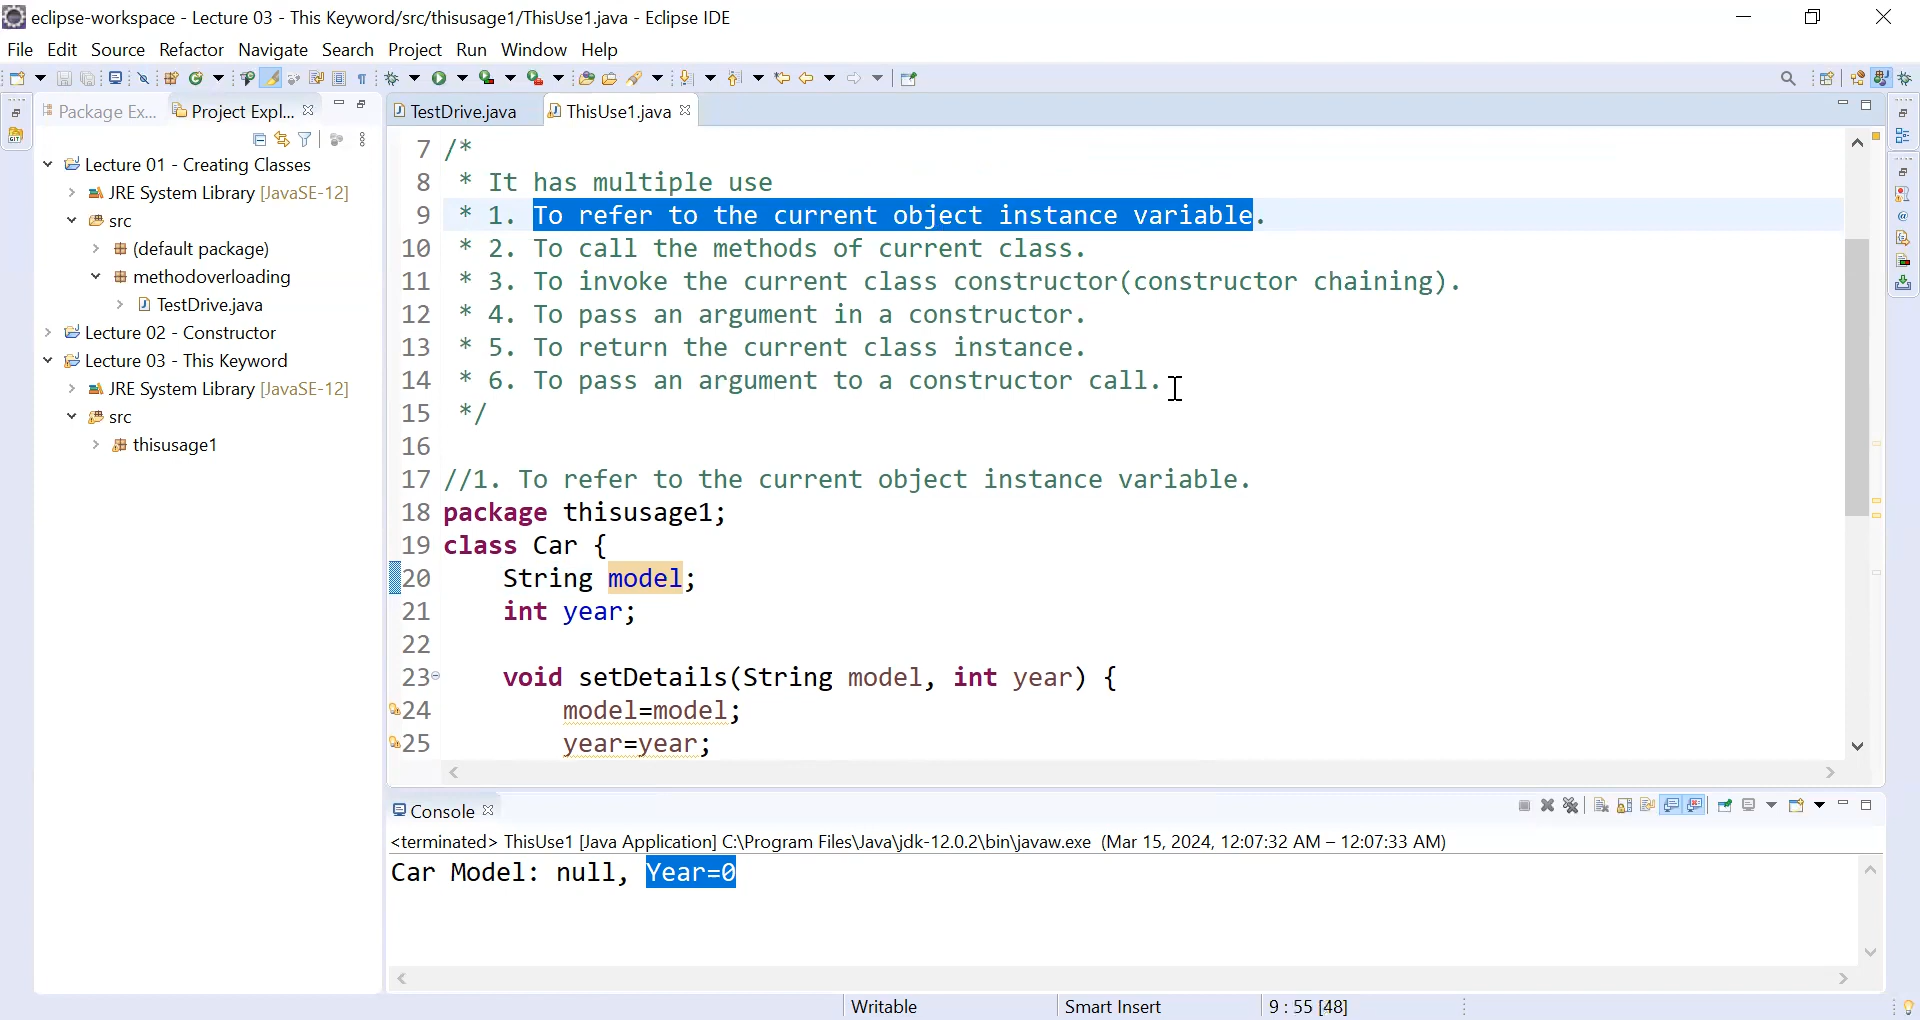 eclipse-workspace - Lecture 03 - This Keyword/src/thisusage1/ThisUse1.java - Eclipse IDE
File Edit Source Refactor Navigate Search Project Run Window Help
Package Ex... Project Expl...
TestDrive.java ThisUse1.java
Lecture 01 - Creating Classes
JRE System Library [JavaSE-12]
src
(default package)
methodoverloading
TestDrive.java
Lecture 02 - Constructor
Lecture 03 - This Keyword
JRE System Library [JavaSE-12]
src
thisusage1
7 /*
8 * It has multiple use
9 * 1. To refer to the current object instance variable.
10 * 2. To call the methods of current class.
11 * 3. To invoke the current class constructor(constructor chaining).
12 * 4. To pass an argument in a constructor.
13 * 5. To return the current class instance.
14 * 6. To pass an argument to a constructor call.
15 */
16
17 //1. To refer to the current object instance variable.
18 package thisusage1;
19 class Car {
20 String model;
21 int year;
22
23 void setDetails(String model, int year) {
24 model=model;
25 year=year;
Console
<terminated> ThisUse1 [Java Application] C:\Program Files\Java\jdk-12.0.2\bin\javaw.exe (Mar 15, 2024, 12:07:32 AM – 12:07:33 AM)
Car Model: null, Year=0
Writable Smart Insert 9 : 55 [48]